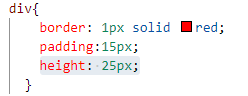 div{
border: 1px solid red;
padding:15px;
height: 25px;
}